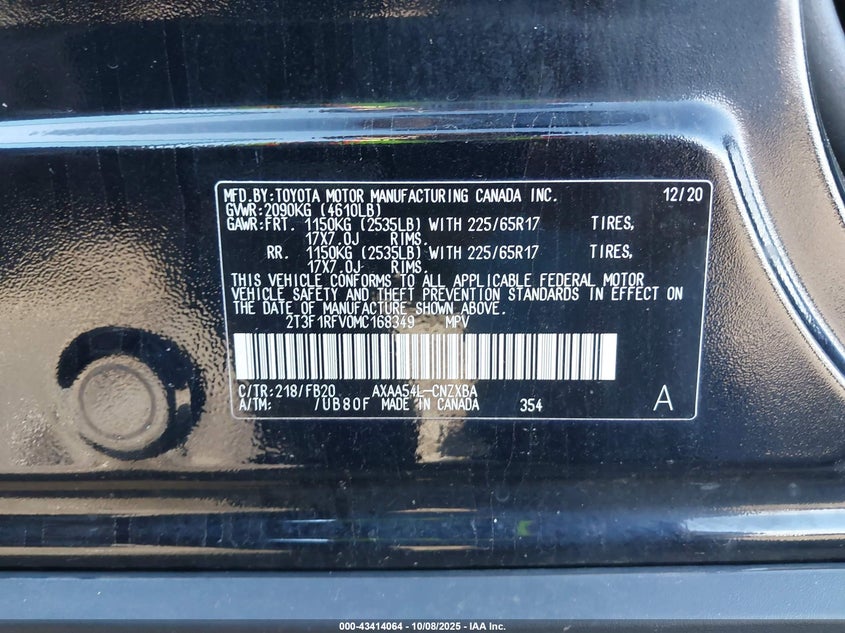 MFD.BY:TOYOTA MOTOR MANUFACTURING CANADA INC. 12/20
GVWR:2090KG (4610LB)
GAWR:FRT. 1150KG (2535LB) WITH 225/65R17 TIRES,
17X7.0J RIMS.
RR. 1150KG (2535LB) WITH 225/65R17 TIRES,
17X7.0J RIMS.
THIS VEHICLE CONFORMS TO ALL APPLICABLE FEDERAL MOTOR
VEHICLE SAFETY AND THEFT PREVENTION STANDARDS IN EFFECT ON
THE DATE OF MANUFACTURE SHOWN ABOVE.
2T3F1RFV0MC168349 MPV
C/TR:218/FB20 AXAA54L-CNZXBA
A/TM: /UB80F MADE IN CANADA 354 A
000-43414064 - 10/08/2025 - IAA Inc.